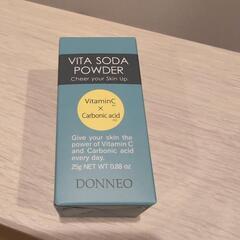 VITA SODA
POWDER
Cheer your Skin Up.
VitaminC
×
Carbonic acid
Give your skin the
power of Vitamin C
and Carbonic acid
every day.
25g NET WT 0.88 oz
DONNEO